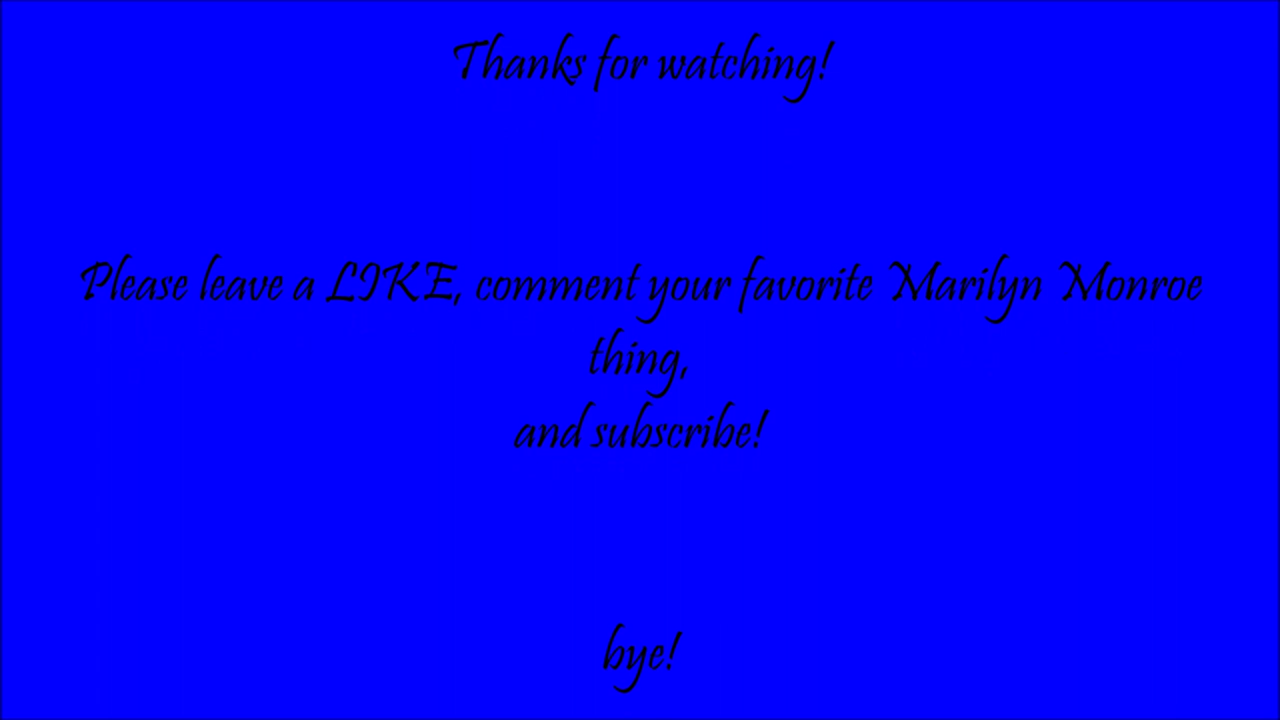 Thanks for watching!
Please leave a LIKE, comment your favorite Marilyn Monroe
thing,
and subscribe!
bye!